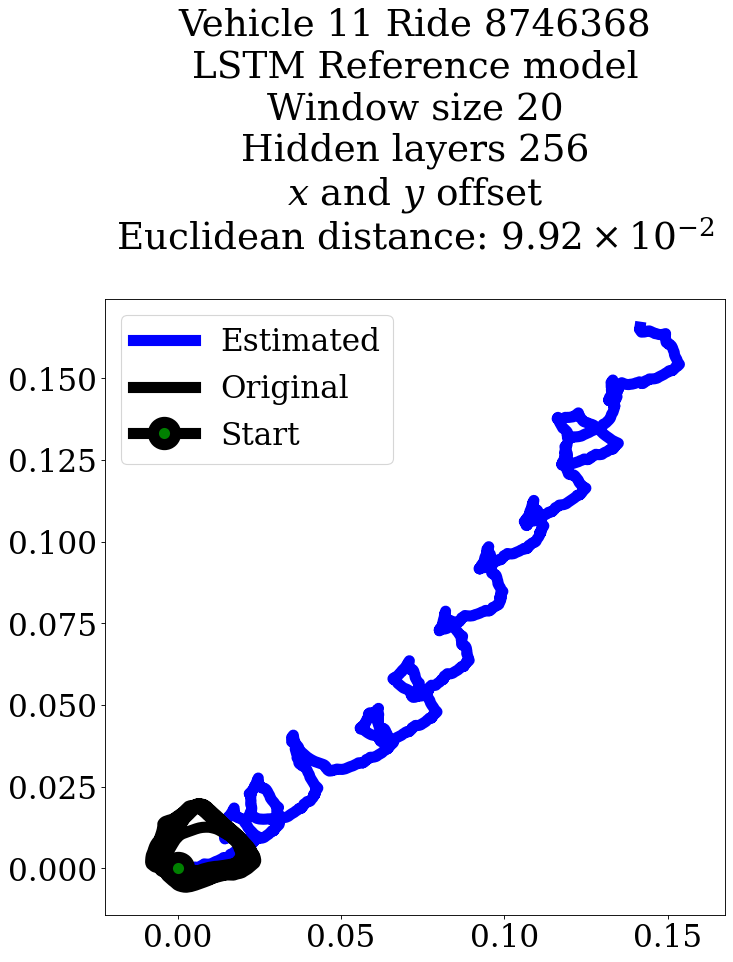 Vehicle 11 Ride 8746368
LSTM Reference model
Window size 20
Hidden layers 256
x and y offset
Euclidean distance: 9.92 × 10⁻²
Estimated
Original
Start
0.150
0.125
0.100
0.075
0.050
0.025
0.000
0.00 0.05 0.10 0.15